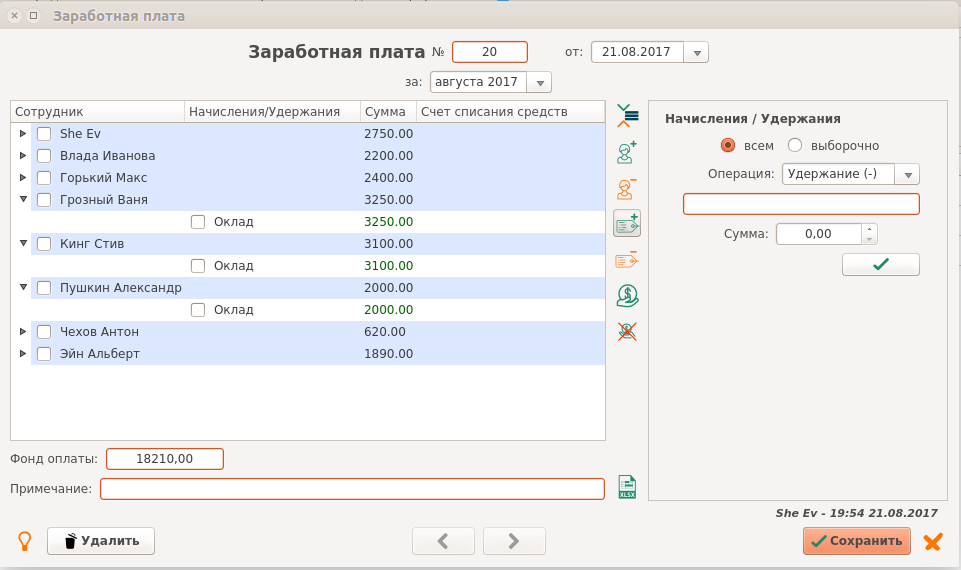 Заработная плата
Заработная плата № 20 от: 21.08.2017
за: августа 2017
Сотрудник Начисления/Удержания Сумма Счет списания средств
She Ev 2750.00
Влада Иванова 2200.00
Горький Макс 2400.00
Грозный Ваня 3250.00
Оклад 3250.00
Кинг Стив 3100.00
Оклад 3100.00
Пушкин Александр 2000.00
Оклад 2000.00
Чехов Антон 620.00
Эйн Альберт 1890.00
Начисления / Удержания
всем выборочно
Операция: Удержание (-)
Сумма: 0,00
Фонд оплаты: 18210,00
Примечание:
XLSX
She Ev - 19:54 21.08.2017
Удалить
Сохранить